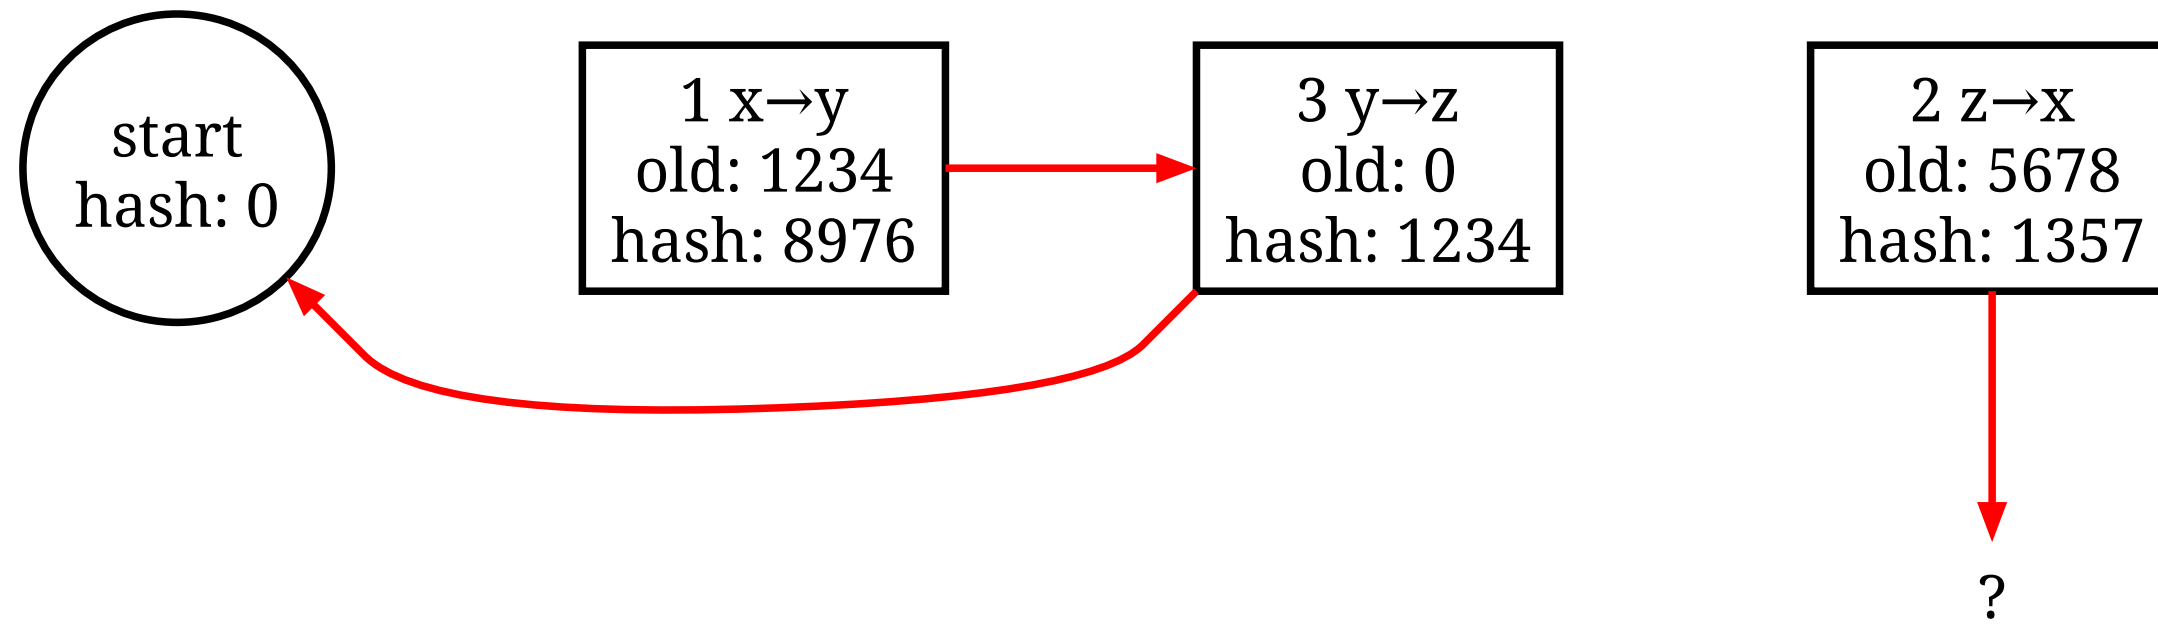 start
hash: 0
1 x→y
old: 1234
hash: 8976
3 y→z
old: 0
hash: 1234
2 z→x
old: 5678
hash: 1357
?